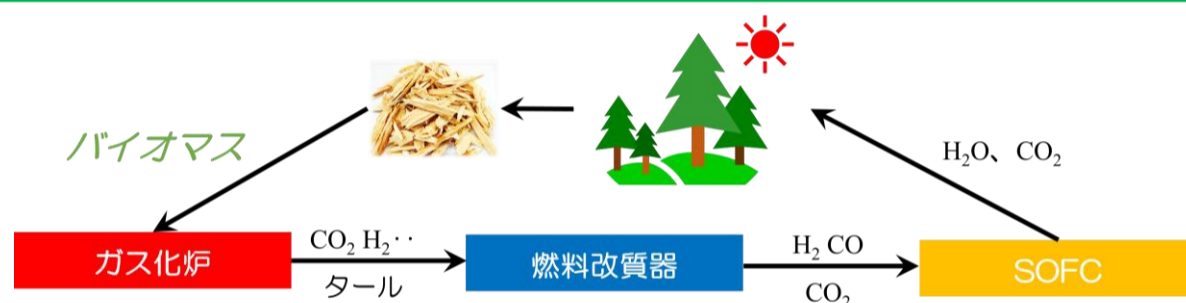 バイオマス
H₂O、CO₂
ガス化炉
CO₂ H₂‥
タール
燃料改質器
H₂ CO
CO₂
SOFC